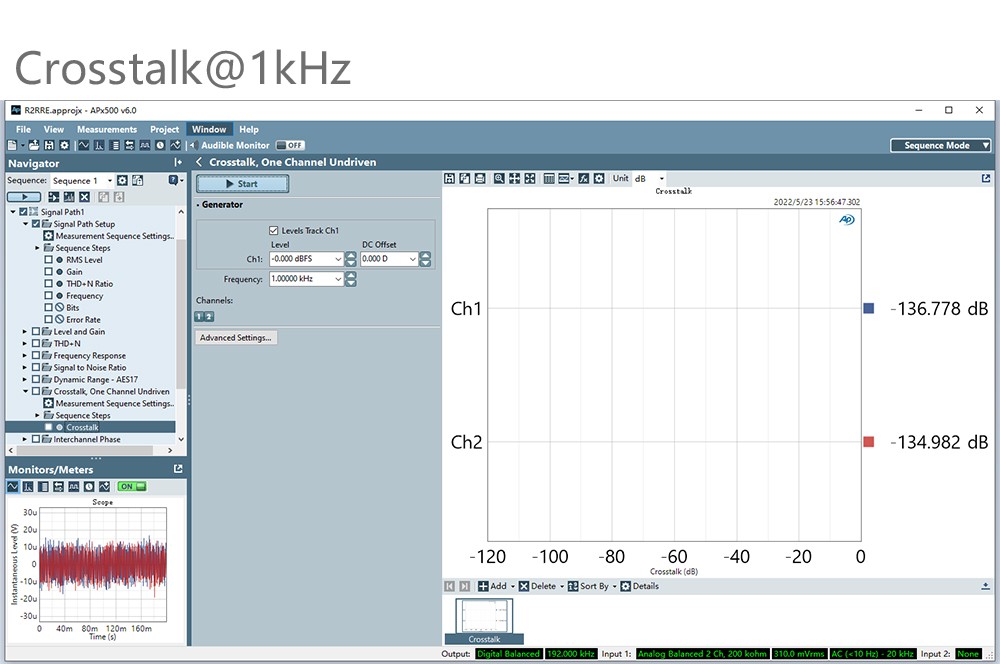 Crosstalk@1kHz
R2RRE.approjx - APx500 v6.0
File View Measurements Project Window Help
Audible Monitor OFF
Sequence Mode
Navigator
Crosstalk, One Channel Undriven
Sequence: Sequence 1
Signal Path1
Signal Path Setup
Measurement Sequence Settings...
Sequence Steps
RMS Level
Gain
THD+N Ratio
Frequency
Bits
Error Rate
Level and Gain
THD+N
Frequency Response
Signal to Noise Ratio
Dynamic Range - AES17
Crosstalk, One Channel Undriven
Measurement Sequence Settings...
Sequence Steps
Crosstalk
Interchannel Phase
Monitors/Meters
ON
Scope
Instantaneous Level (V)
30u
20u
10u
0
-10u
-20u
-30u
0 40m 80m 120m 160m
Time (s)
Start
Generator
Levels Track Ch1
Level DC Offset
Ch1: -0.000 dBFS 0.000 D
Frequency: 1.00000 kHz
Channels:
1 2
Advanced Settings...
Unit dB
Crosstalk
2022/5/23 15:56:47.302
AP
Ch1 -136.778 dB
Ch2 -134.982 dB
-120 -100 -80 -60 -40 -20 0
Crosstalk (dB)
Add Delete Sort By Details
Crosstalk
Output: Digital Balanced 192.000 kHz Input 1: Analog Balanced 2 Ch, 200 kohm 310.0 mVrms AC (<10 Hz) - 20 kHz Input 2: None